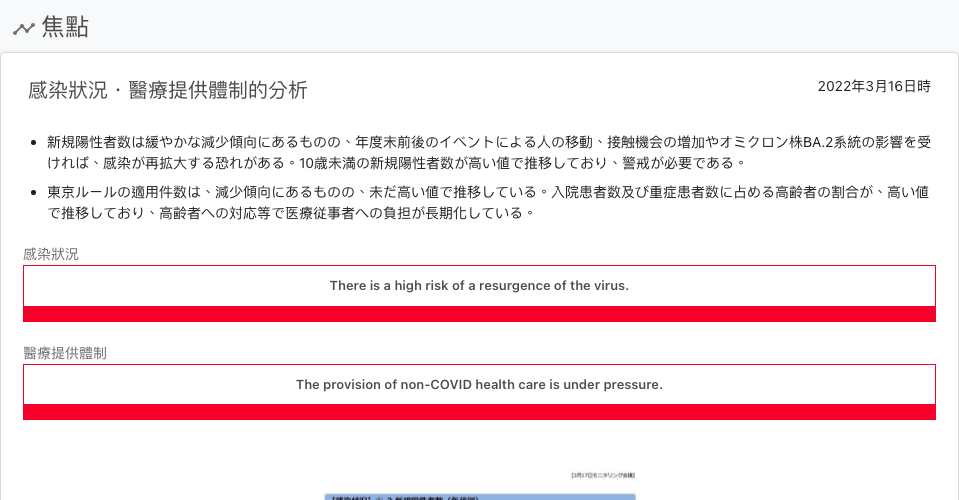 焦點
感染狀況・醫療提供體制的分析
2022年3月16日時
新規陽性者数は緩やかな減少傾向にあるものの、年度末前後のイベントによる人の移動、接触機会の増加やオミクロン株BA.2系統の影響を受
ければ、感染が再拡大する恐れがある。10歳未満の新規陽性者数が高い値で推移しており、警戒が必要である。
東京ルールの適用件数は、減少傾向にあるものの、未だ高い値で推移している。入院患者数及び重症患者数に占める高齢者の割合が、高い値
で推移しており、高齢者への対応等で医療従事者への負担が長期化している。
感染狀況
There is a high risk of a resurgence of the virus.
醫療提供體制
The provision of non-COVID health care is under pressure.
【3月17日モニタリング会議】